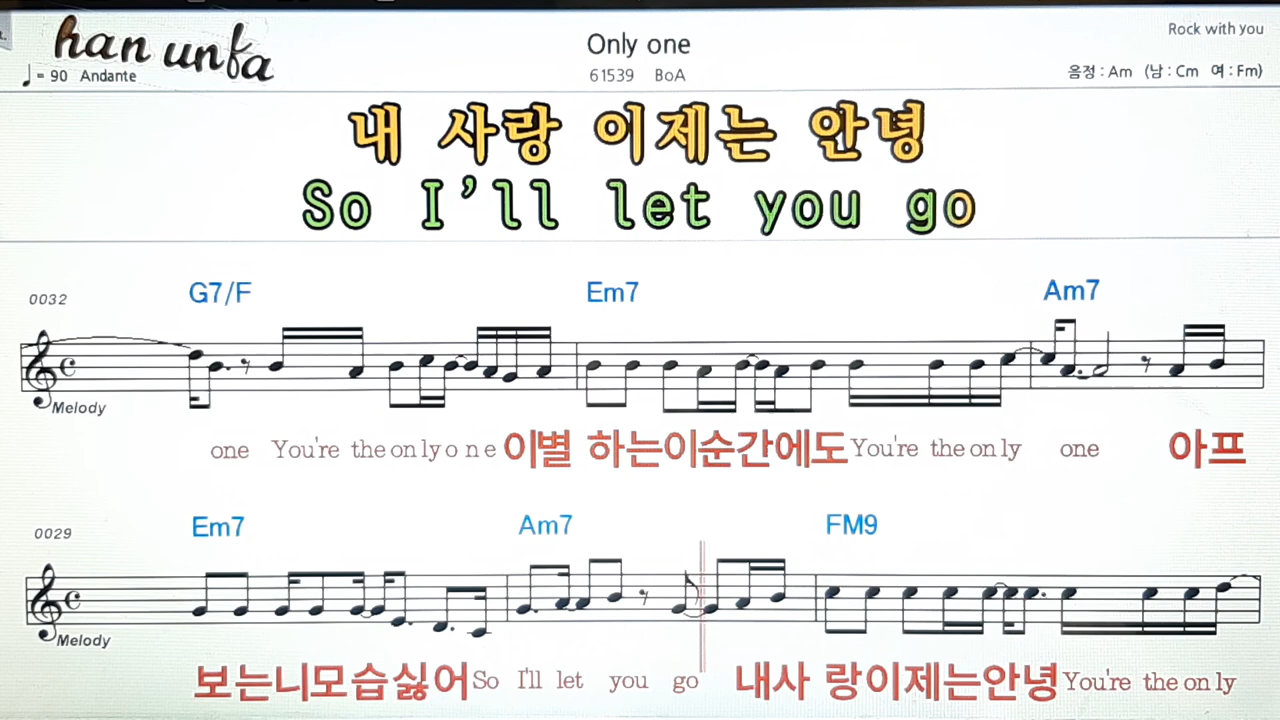 han unfa
Only one
Rock with you
♩= 90 Andante
61539 BoA
음정 : Am (남 : Cm 여 : Fm)
내 사랑 이제는 안녕
So I'll let you go
0032
G7/F Em7 Am7
Melody
one You're the only one 이별 하는이순간에도 You're the only one 아프
0029
Em7 Am7 FM9
Melody
보는니모습싫어 So I'll let you go 내사 랑이제는안녕 You're the only